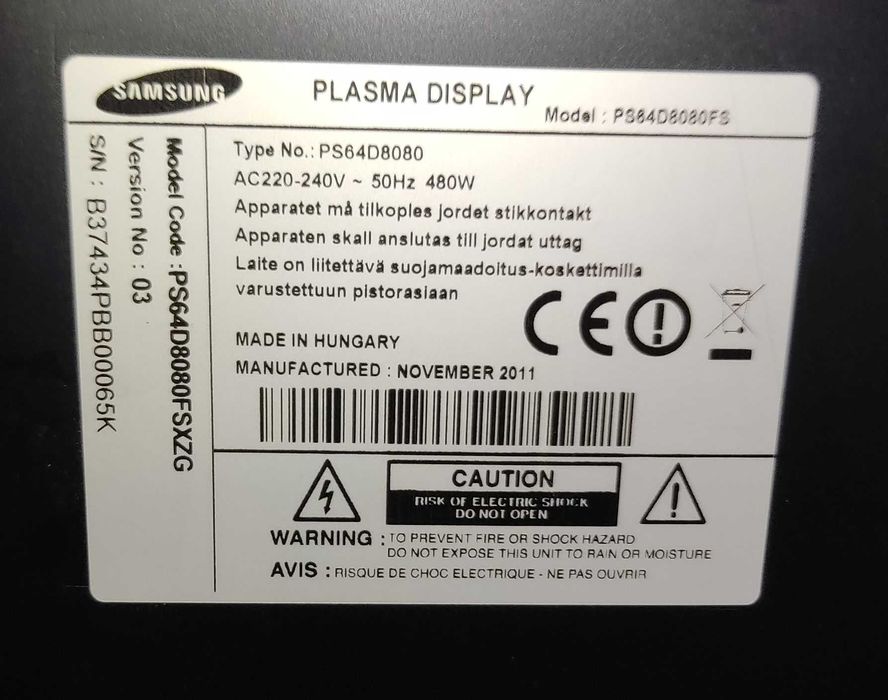 SAMSUNG
PLASMA DISPLAY
Model : PS64D8080FS
Model Code :PS64D8080FSXZG
Version No : 03
S/N : B37434PBB00065K
Type No.: PS64D8080
AC220-240V ~ 50Hz 480W
Apparatet må tilkoples jordet stikkontakt
Apparaten skall anslutas till jordat uttag
Laite on liitettävä suojamaadoitus-koskettimilla
varustettuun pistorasiaan
MADE IN HUNGARY
MANUFACTURED : NOVEMBER 2011
CE
CAUTION
RISK OF ELECTRIC SHOCK
DO NOT OPEN
WARNING : TO PREVENT FIRE OR SHOCK HAZARD
DO NOT EXPOSE THIS UNIT TO RAIN OR MOISTURE
AVIS : RISQUE DE CHOC ELECTRIQUE - NE PAS OUVRIR